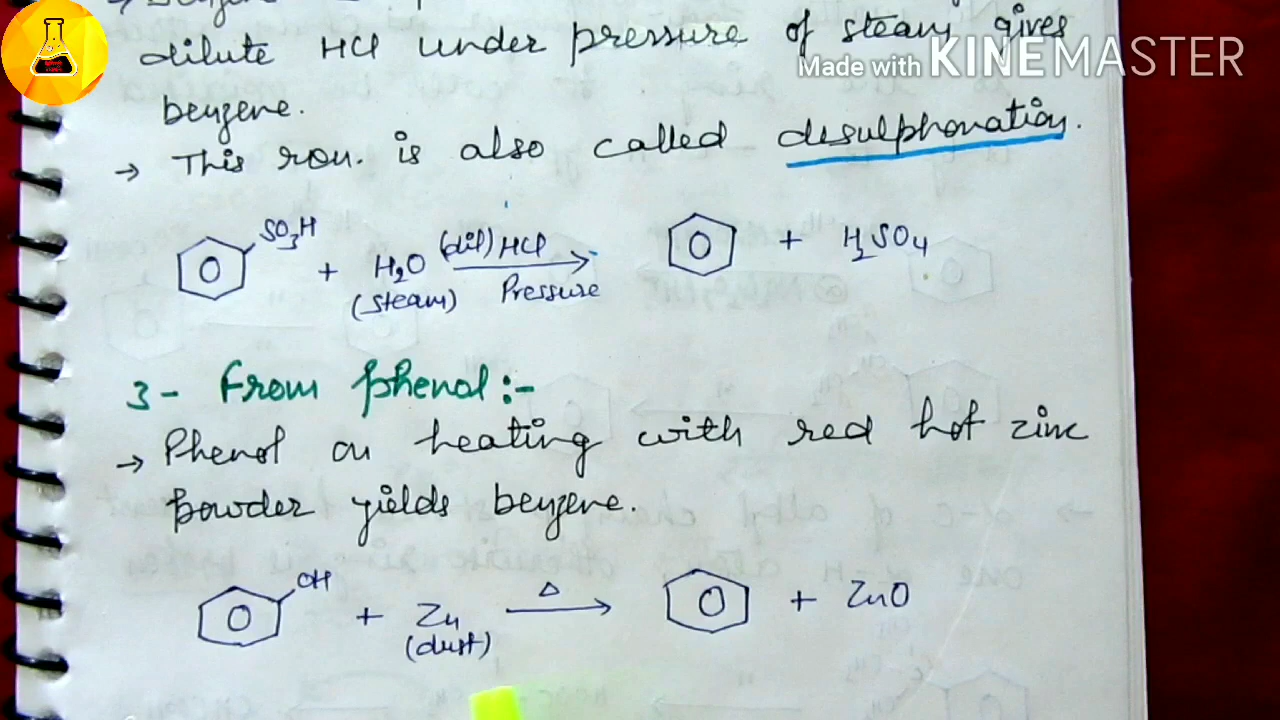 dilute HCl under pressure of steam gives
Made with KINEMASTER
benzene.
→ This rxn. is also called desulphonation.
SO3H
+ H2O (dil) HCl + H2SO4
(steam) Pressure
3- From phenol:-
→ Phenol on heating with red hot zinc
powder yields benzene.
OH
+ Zn Δ + ZnO
(dust)